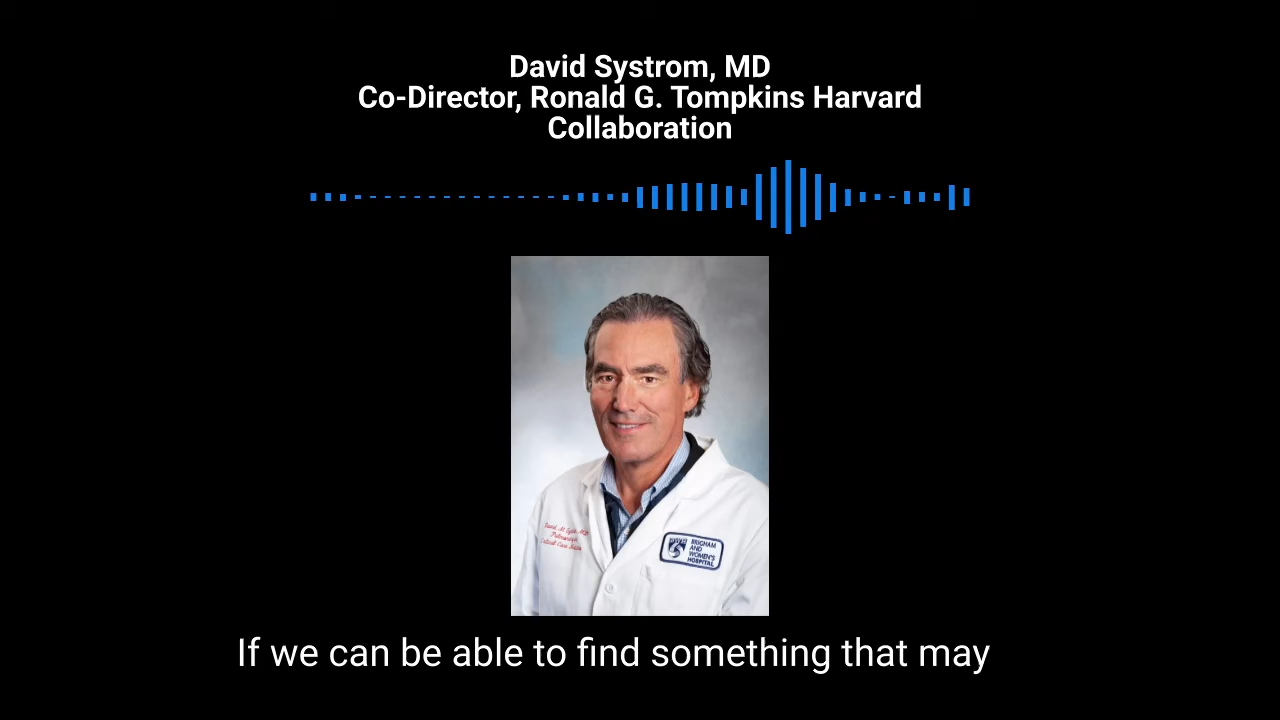 David Systrom, MD
Co-Director, Ronald G. Tompkins Harvard
Collaboration
BRIGHAM
AND
WOMEN'S
HOSPITAL
If we can be able to find something that may